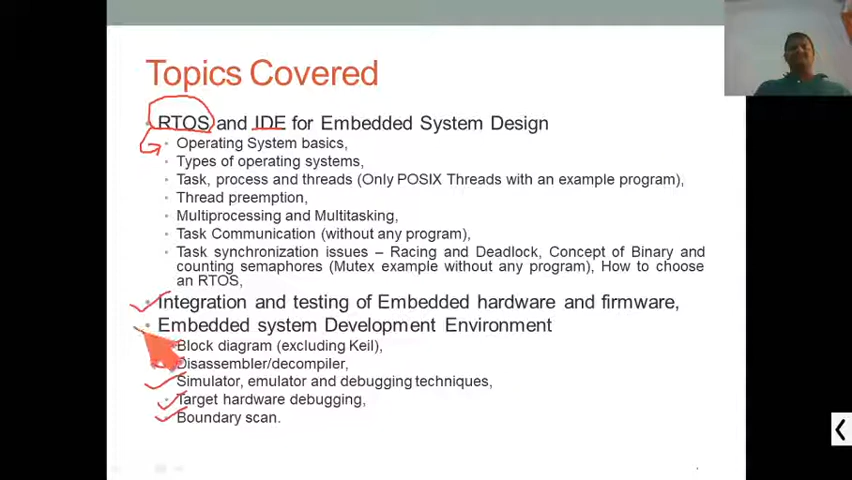 Topics Covered
• RTOS and IDE for Embedded System Design
• Operating System basics,
• Types of operating systems,
• Task, process and threads (Only POSIX Threads with an example program),
• Thread preemption,
• Multiprocessing and Multitasking,
• Task Communication (without any program),
• Task synchronization issues – Racing and Deadlock, Concept of Binary and
counting semaphores (Mutex example without any program), How to choose
an RTOS,
• Integration and testing of Embedded hardware and firmware,
• Embedded system Development Environment
Block diagram (excluding Keil),
Disassembler/decompiler,
• Simulator, emulator and debugging techniques,
• Target hardware debugging,
• Boundary scan.